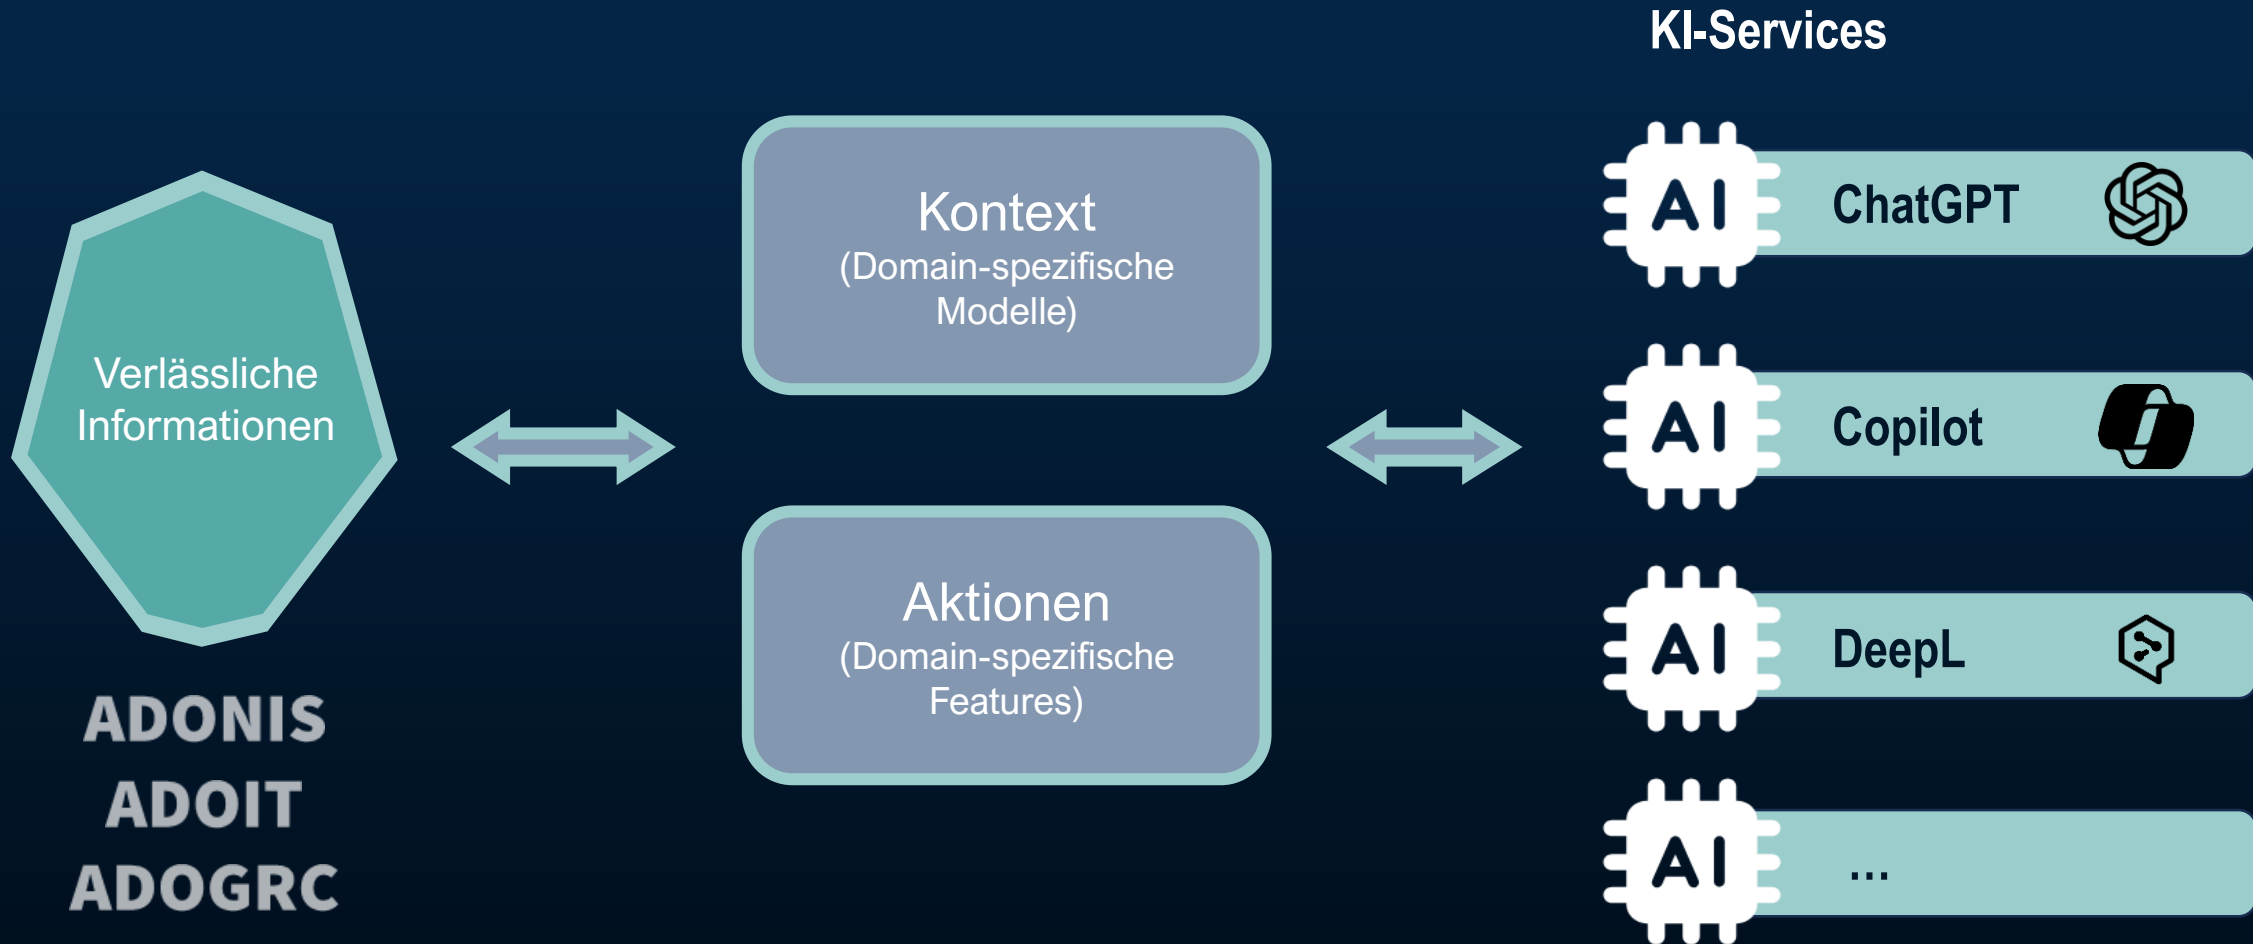 KI-Services
Verlässliche
Informationen
ADONIS
ADOIT
ADOGRC
Kontext
(Domain-spezifische
Modelle)
Aktionen
(Domain-spezifische
Features)
AI ChatGPT
AI Copilot
AI DeepL
AI ...